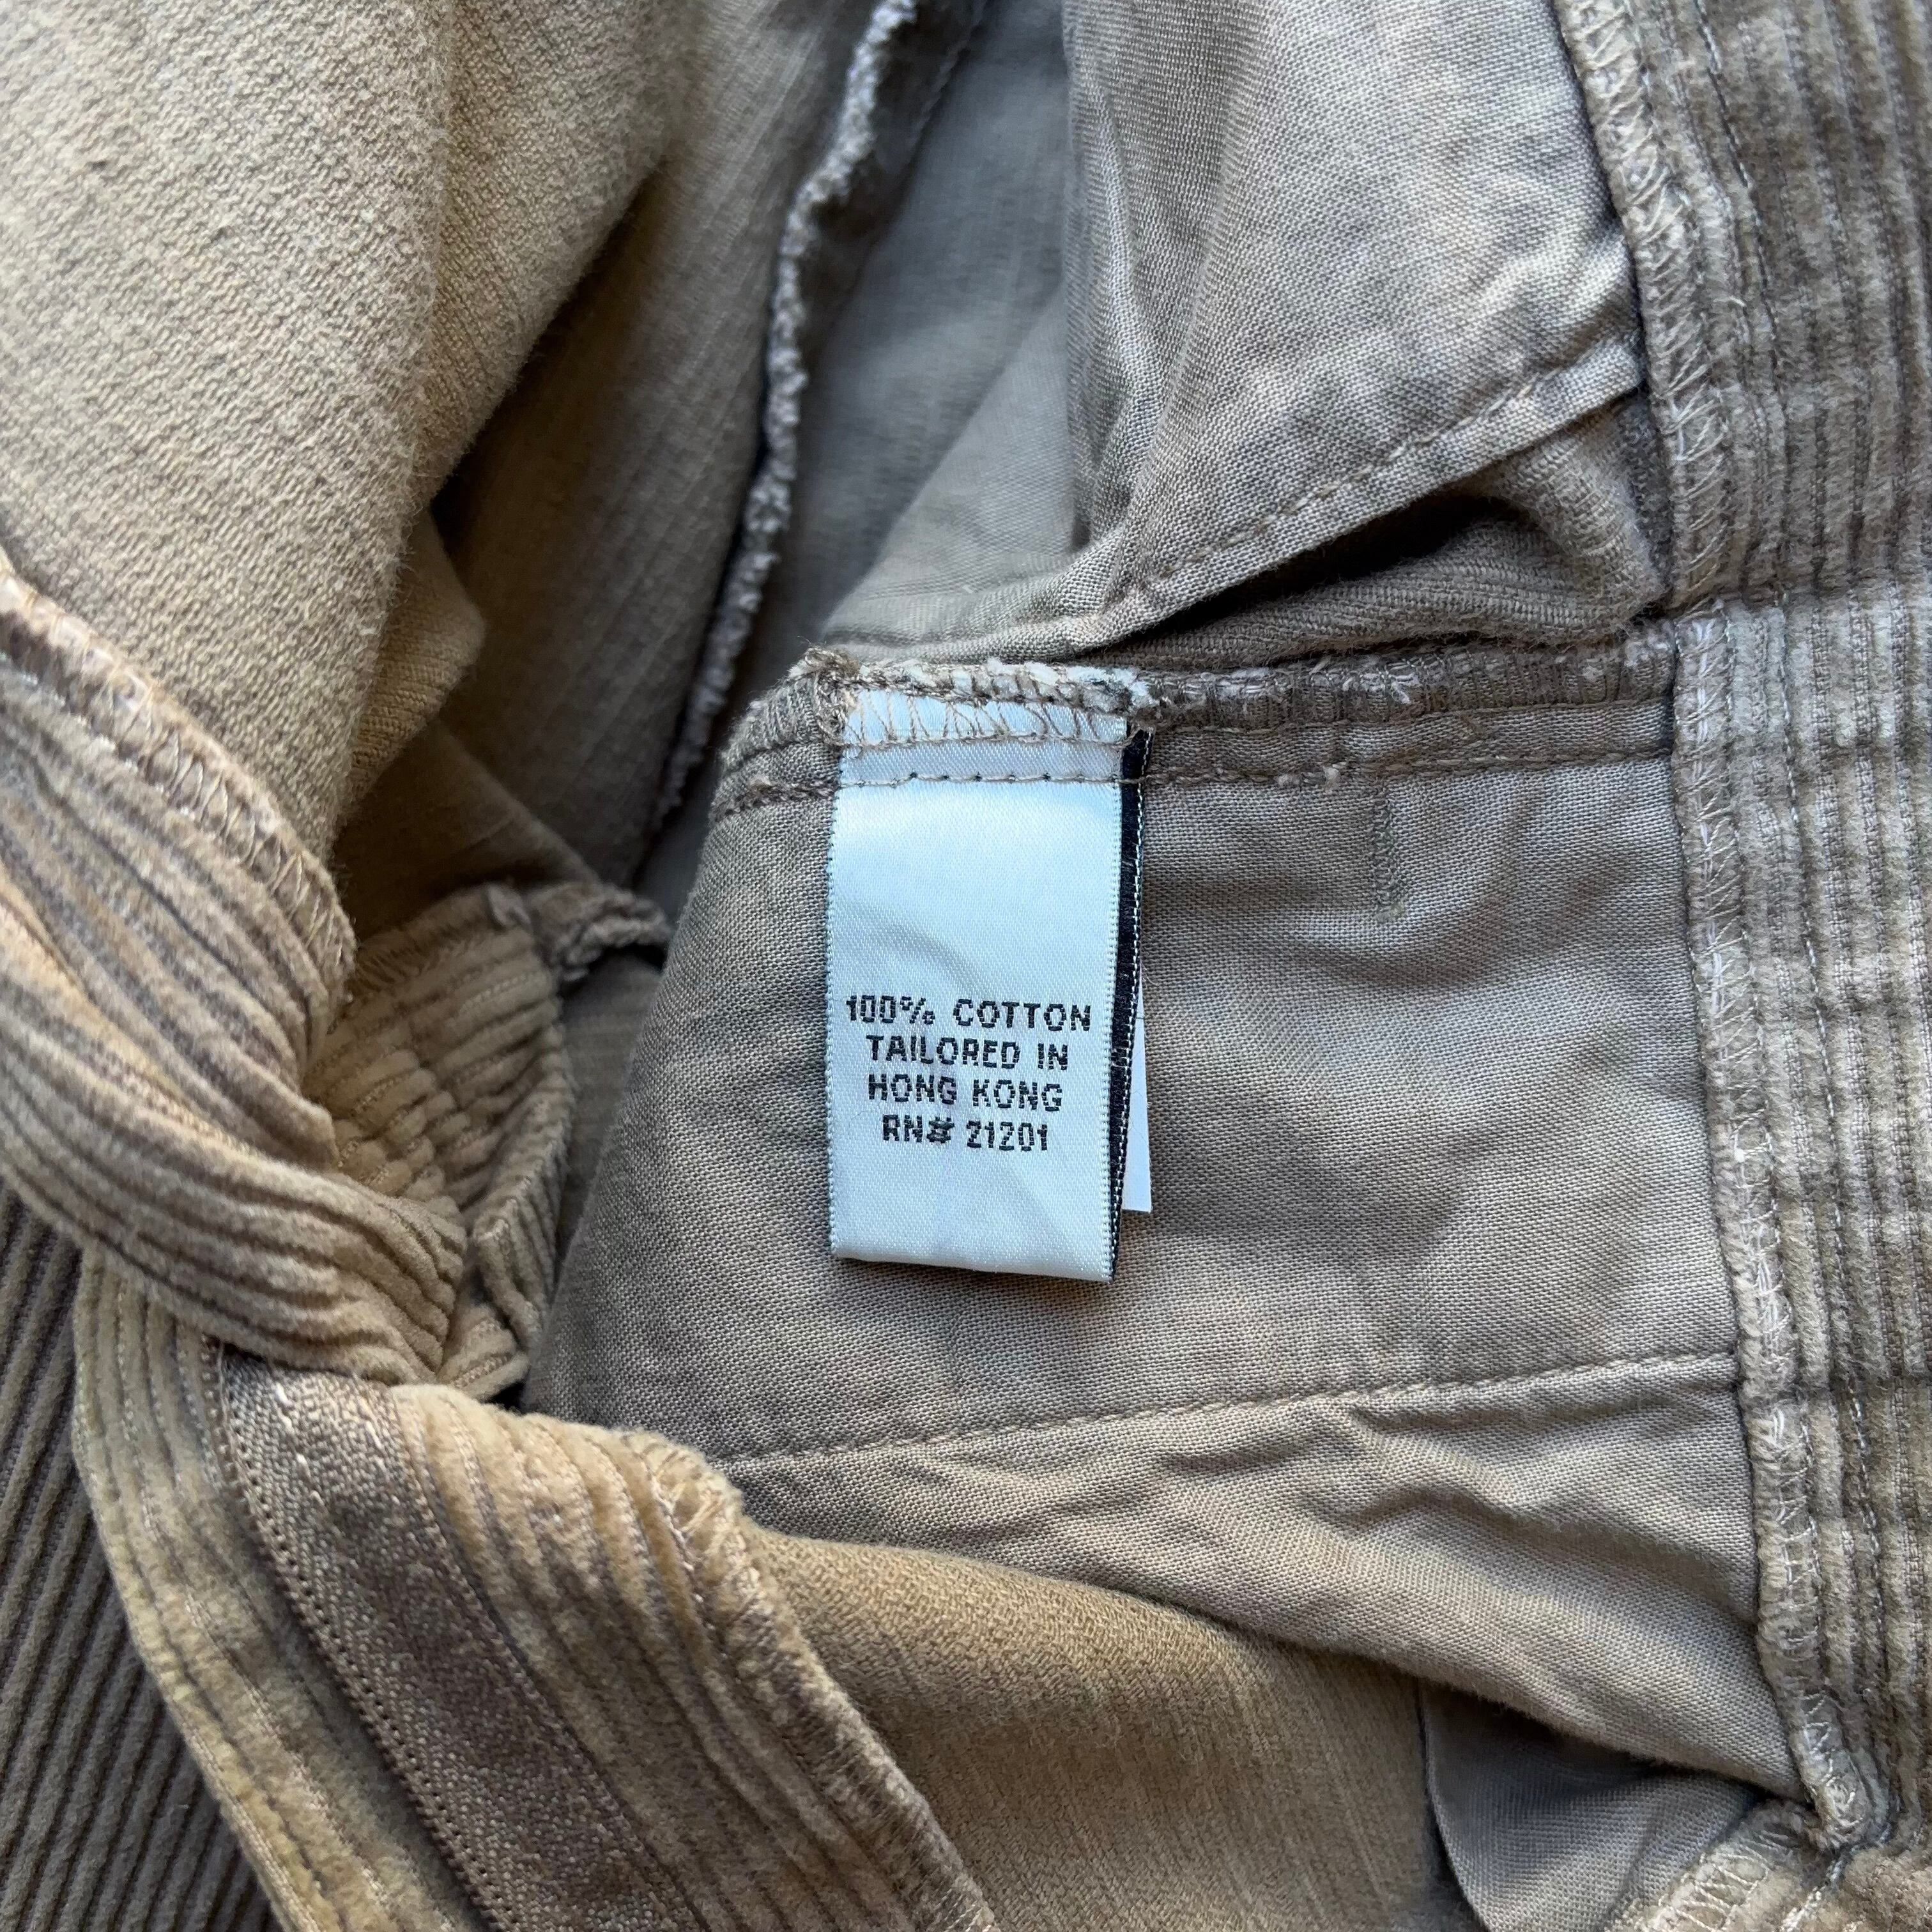 100% COTTON
TAILORED IN
HONG KONG
RN# 21201